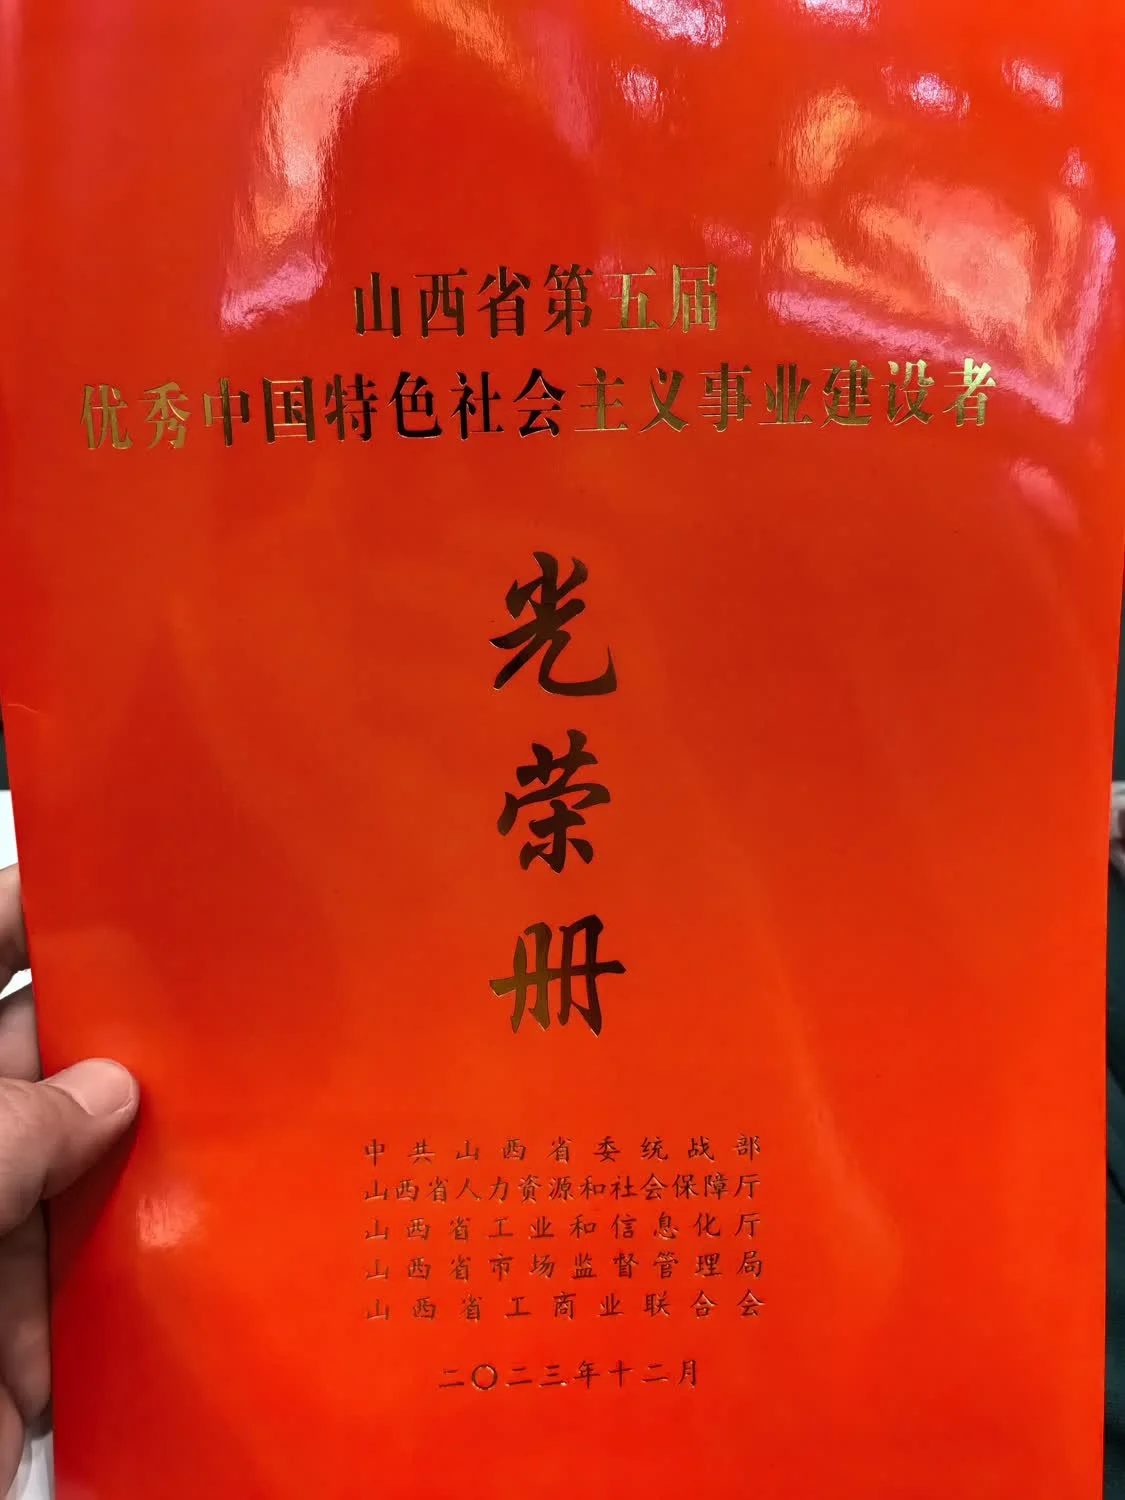 山西省第五届
优秀中国特色社会主义事业建设者
光荣册
中共山西省委统战部
山西省人力资源和社会保障厅
山西省工业和信息化厅
山西省市场监督管理局
山西省工商业联合会
二〇二三年十二月